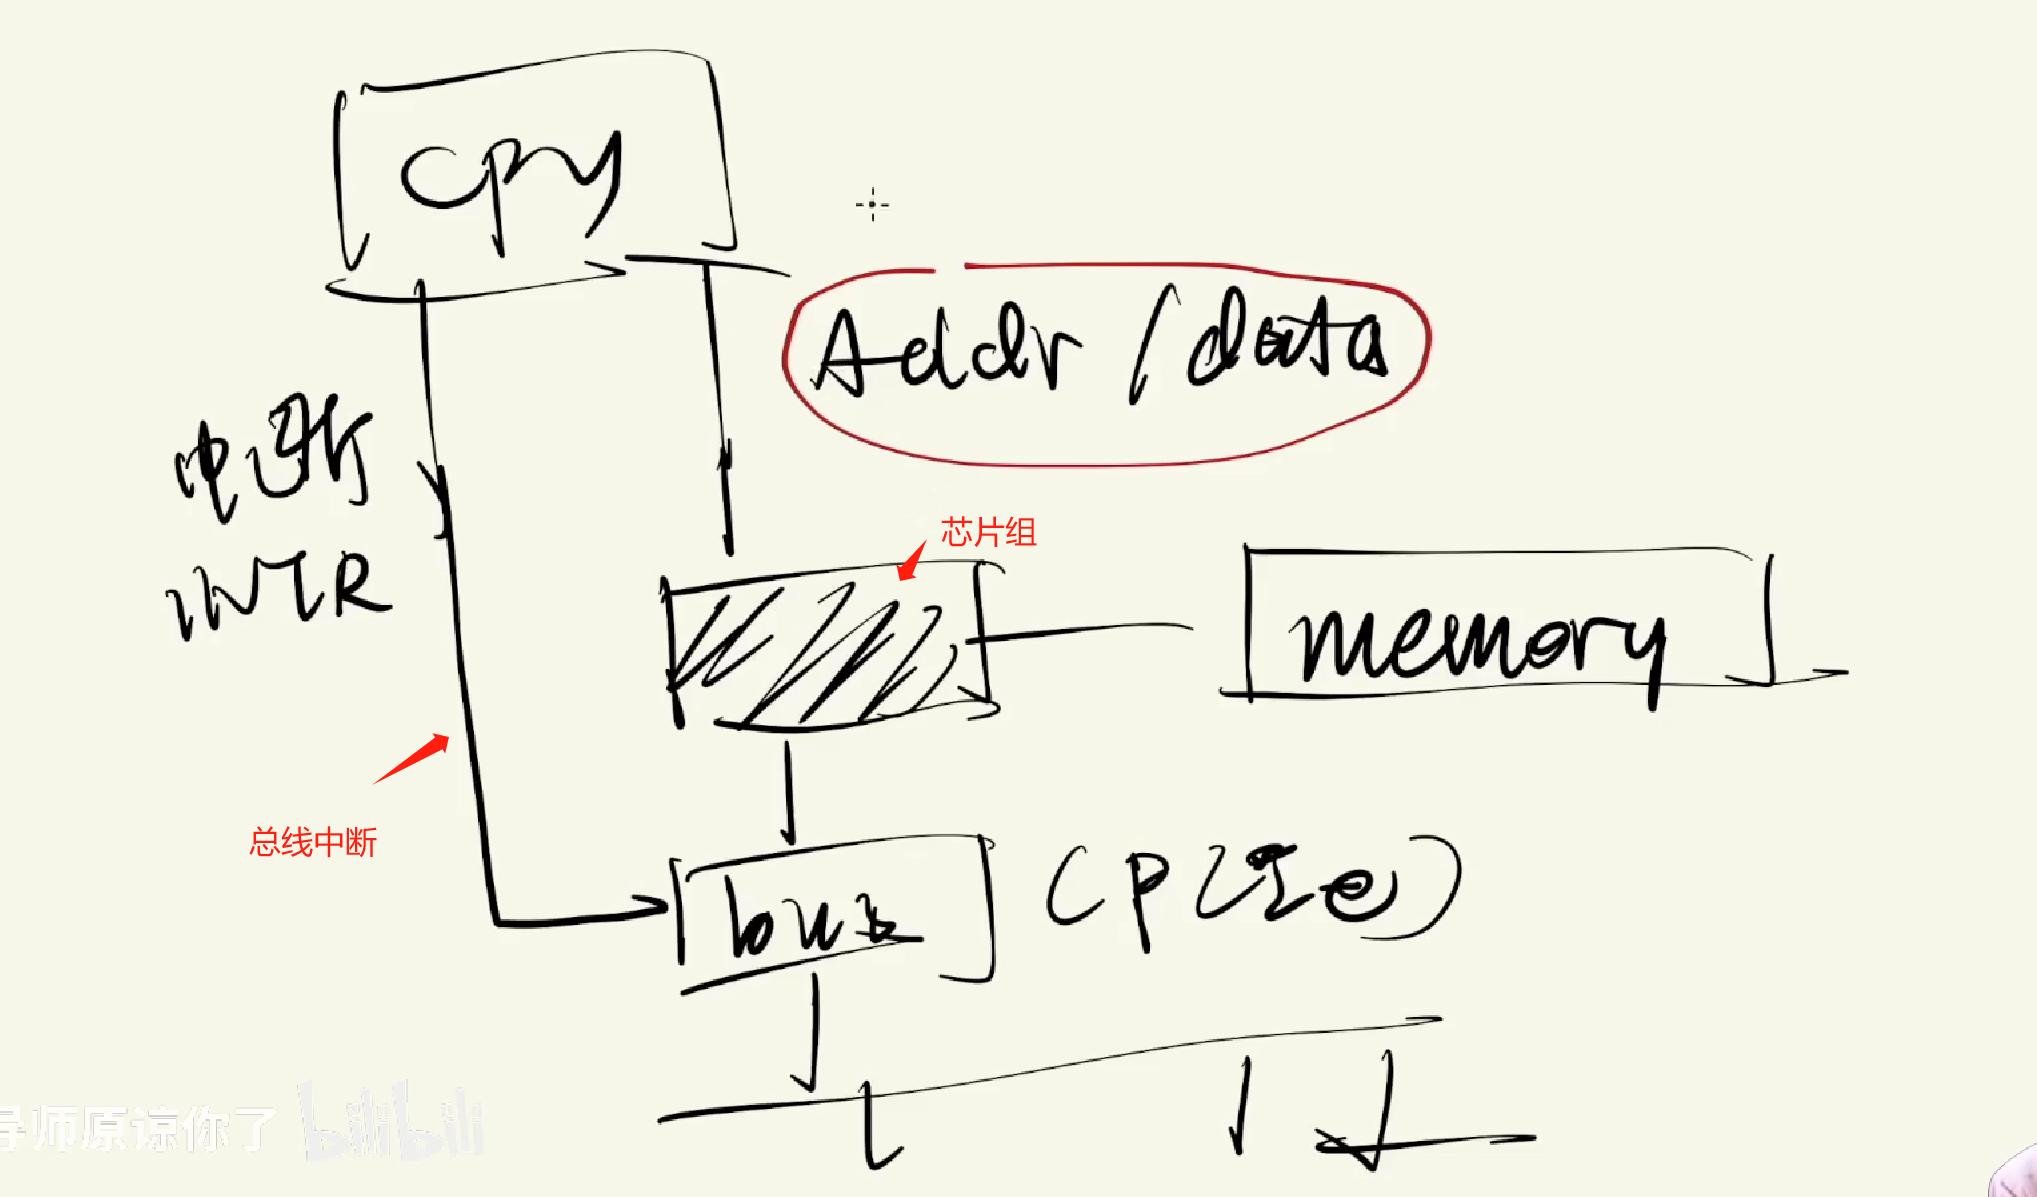 cpu
Addr / data
中断
INTR
芯片组
memory
总线中断
bus
(PCIe)
导师原谅你了 bilibili